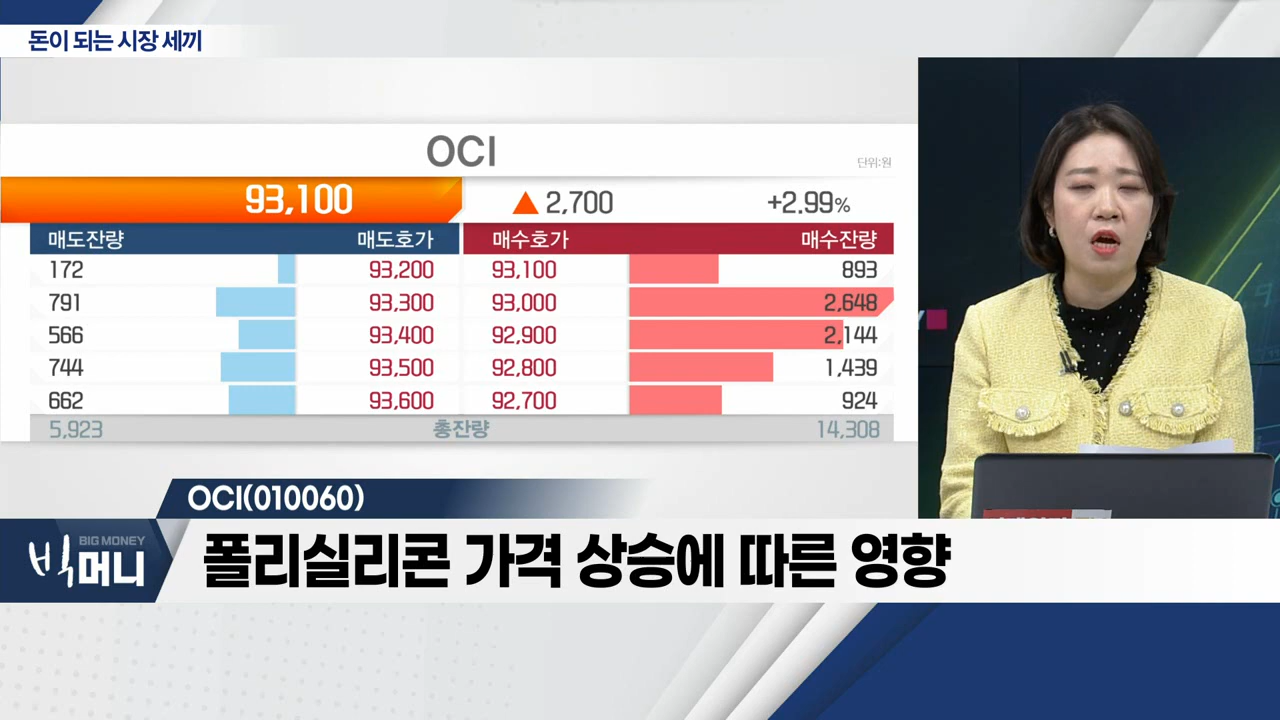 돈이 되는 시장 세끼
OCI
단위:원
93,100 ▲ 2,700 +2.99%
매도잔량 매도호가 매수호가 매수잔량
172 93,200 93,100 893
791 93,300 93,000 2,648
566 93,400 92,900 2,144
744 93,500 92,800 1,439
662 93,600 92,700 924
5,923 총잔량 14,308
OCI(010060)
BIG MONEY
빅머니
폴리실리콘 가격 상승에 따른 영향